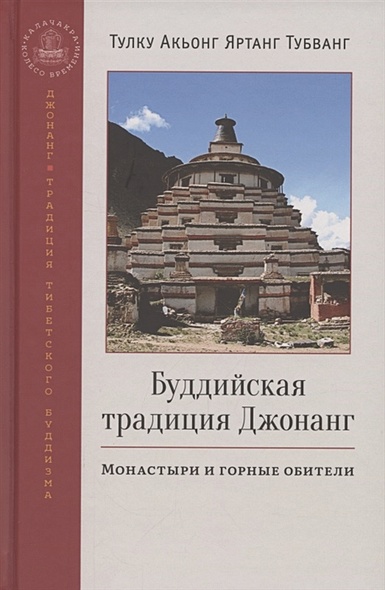 Тулку Акьонг Яртанг Тубванг
Буддийская
традиция Джонанг
Монастыри и горные обители
КАЛАЧАКРА • КОЛЕСО ВРЕМЕНИ
ДЖОНАНГ • ТРАДИЦИЯ ТИБЕТСКОГО БУДДИЗМА